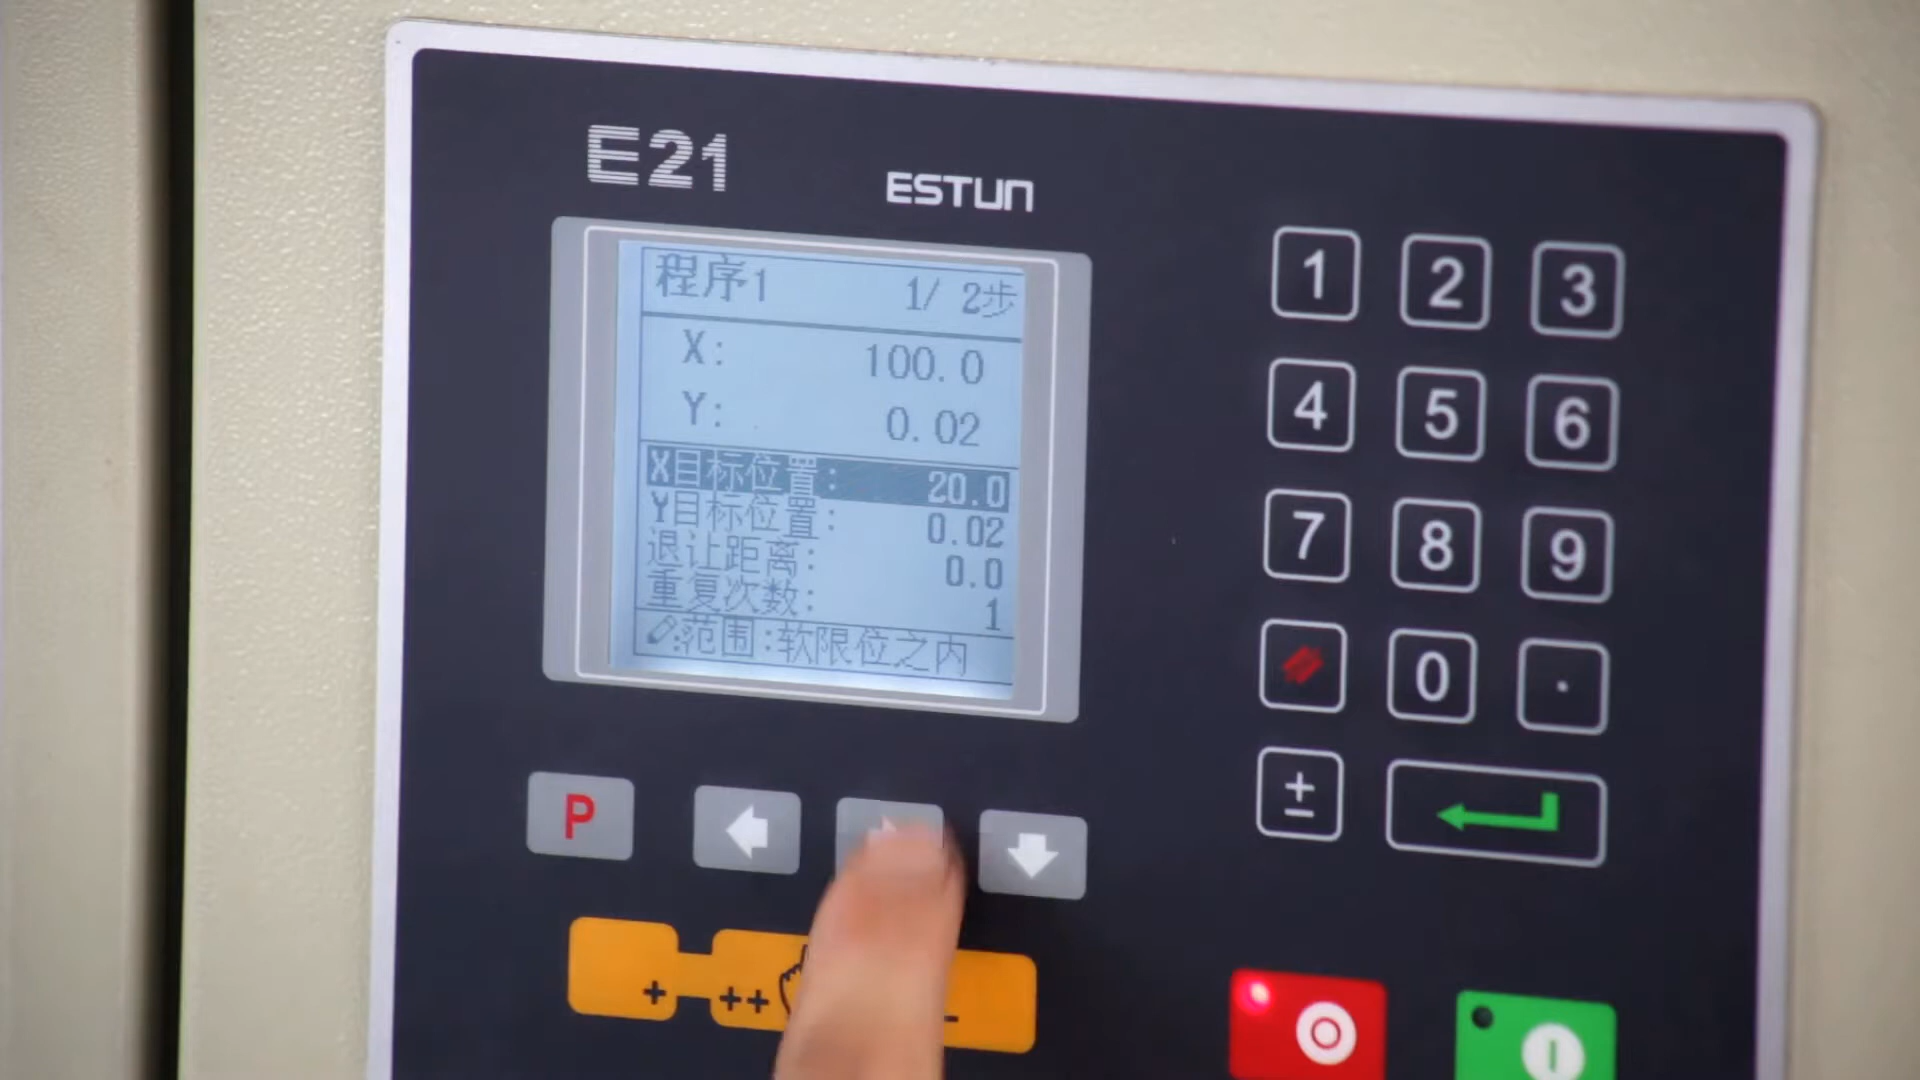 E21
ESTUN
程序1 1/ 2步
X: 100.0
Y: 0.02
X目标位置: 20.0
Y目标位置: 0.02
退让距离: 0.0
重复次数: 1
:范围:软限位之内
1 2 3
4 5 6
7 8 9
0 .
±
P
+ ++ -